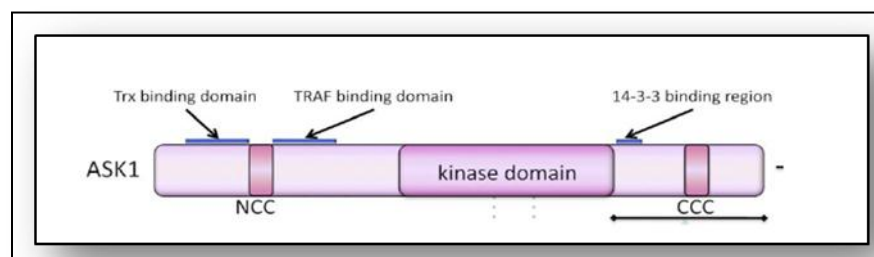 Trx binding domain TRAF binding domain 14-3-3 binding region
ASK1 kinase domain -
NCC CCC